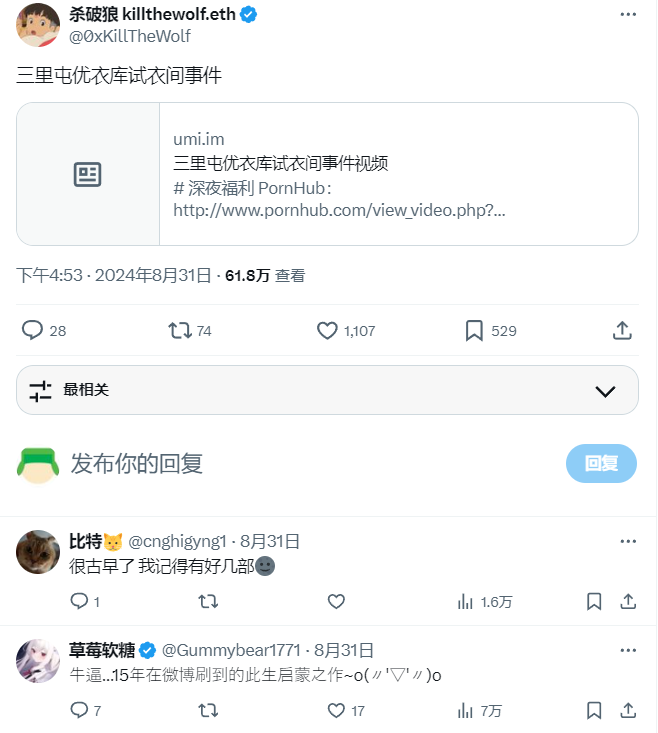 杀破狼 killthewolf.eth
@0xKillTheWolf
三里屯优衣库试衣间事件
umi.im
三里屯优衣库试衣间事件视频
# 深夜福利 PornHub：
http://www.pornhub.com/view_video.php?...
下午4:53 · 2024年8月31日 · 61.8万 查看
28 74 1,107 529
最相关
发布你的回复 回复
比特🐱 @cnghigyng1 · 8月31日
很古早了 我记得有好几部🌚
1 1.6万
草莓软糖 @Gummybear1771 · 8月31日
牛逼...15年在微博刷到的此生启蒙之作~o(〃'▽'〃)o
7 17 7万